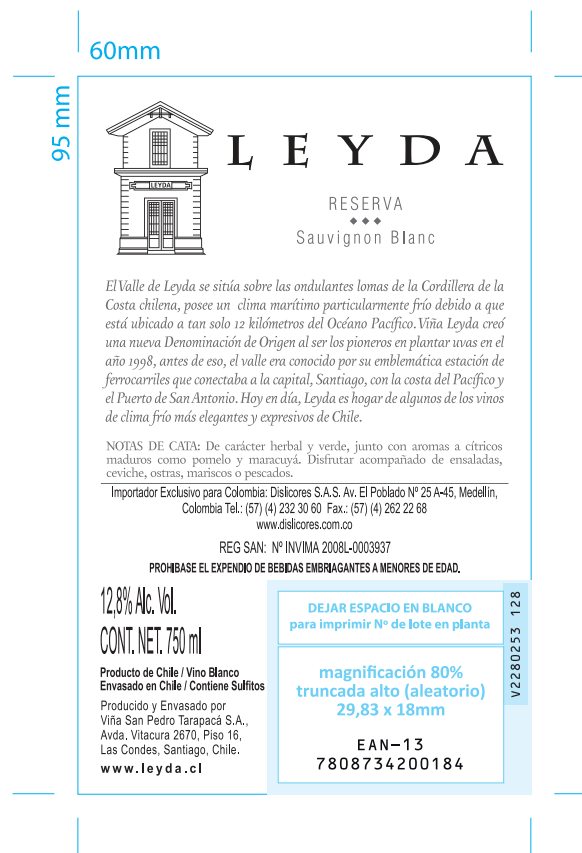 60mm
95 mm
LEYDA
LEYDA
RESERVA
Sauvignon Blanc
El Valle de Leyda se sitúa sobre las ondulantes lomas de la Cordillera de la
Costa chilena, posee un clima marítimo particularmente frío debido a que
está ubicado a tan solo 12 kilómetros del Océano Pacífico. Viña Leyda creó
una nueva Denominación de Origen al ser los pioneros en plantar uvas en el
año 1998, antes de eso, el valle era conocido por su emblemática estación de
ferrocarriles que conectaba a la capital, Santiago, con la costa del Pacífico y
el Puerto de San Antonio. Hoy en día, Leyda es hogar de algunos de los vinos
de clima frío más elegantes y expresivos de Chile.
NOTAS DE CATA: De carácter herbal y verde, junto con aromas a cítricos
maduros como pomelo y maracuyá. Disfrutar acompañado de ensaladas,
ceviche, ostras, mariscos o pescados.
Importador Exclusivo para Colombia: Dislicores S.A.S. Av. El Poblado Nº 25 A-45, Medellín,
Colombia Tel.: (57) (4) 232 30 60 Fax.: (57) (4) 262 22 68
www.dislicores.com.co
REG SAN: Nº INVIMA 2008L-0003937
PROHIBASE EL EXPENDIO DE BEBIDAS EMBRIAGANTES A MENORES DE EDAD.
12,8% Alc. Vol.
CONT. NET. 750 ml
Producto de Chile / Vino Blanco
Envasado en Chile / Contiene Sulfitos
Producido y Envasado por
Viña San Pedro Tarapacá S.A.,
Avda. Vitacura 2670, Piso 16,
Las Condes, Santiago, Chile.
www.leyda.cl
DEJAR ESPACIO EN BLANCO
para imprimir Nº de lote en planta
V2280253 128
magnificación 80%
truncada alto (aleatorio)
29,83 x 18mm
EAN-13
7808734200184